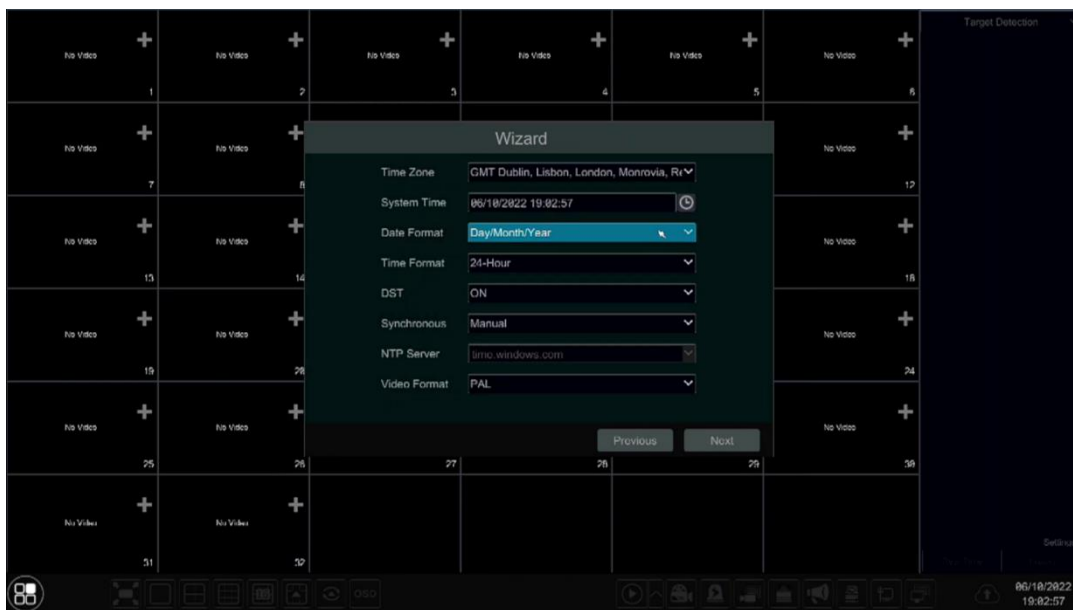 Target Detection
No Video
No Video
No Video
No Video
No Video
No Video
1
2
3
4
5
6
No Video
No Video
No Video
7
8
12
No Video
No Video
No Video
13
14
18
No Video
No Video
No Video
19
20
24
No Video
No Video
No Video
25
26
27
28
29
30
No Video
No Video
31
32
Wizard
Time Zone GMT Dublin, Lisbon, London, Monrovia, Re
System Time 06/10/2022 19:02:57
Date Format Day/Month/Year
Time Format 24-Hour
DST ON
Synchronous Manual
NTP Server time.windows.com
Video Format PAL
Previous Next
Setting
OSD
06/10/2022
19:02:57